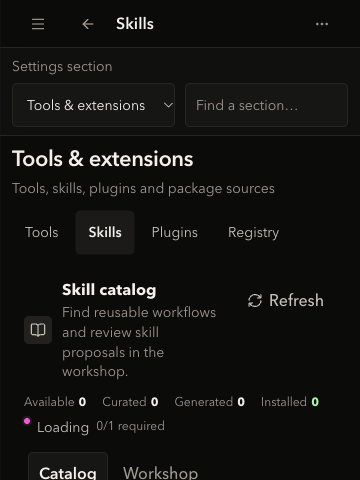 Skills
Settings section
Tools & extensions
Find a section…
Tools & extensions
Tools, skills, plugins and package sources
Tools Skills Plugins Registry
Skill catalog
Refresh
Find reusable workflows
and review skill
proposals in the
workshop.
Available 0 Curated 0 Generated 0 Installed 0
Loading 0/1 required
Catalog Workshop